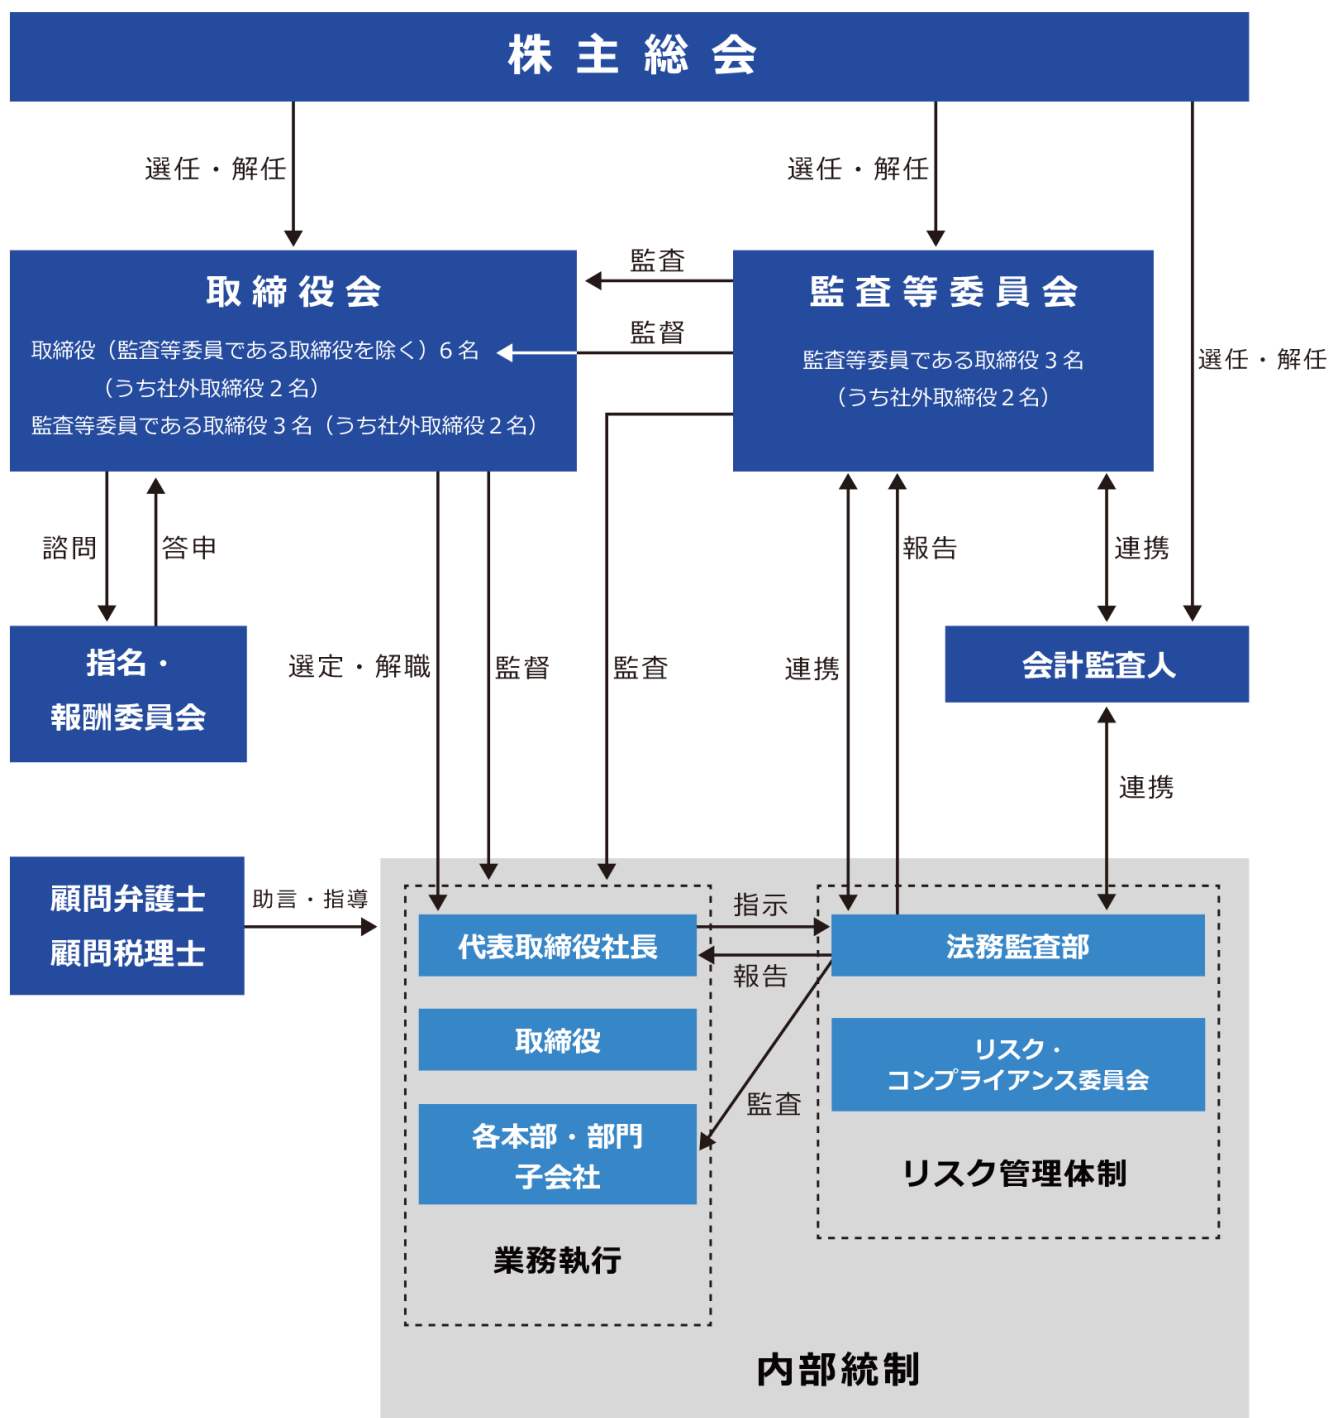 株主総会
選任・解任
選任・解任
選任・解任
取締役会
取締役（監査等委員である取締役を除く）6名
（うち社外取締役2名）
監査等委員である取締役3名（うち社外取締役2名）
監査
監督
監査等委員会
監査等委員である取締役3名
（うち社外取締役2名）
諮問
答申
報告
連携
指名・
報酬委員会
選定・解職
監督
監査
連携
会計監査人
連携
顧問弁護士
顧問税理士
助言・指導
代表取締役社長
指示
報告
法務監査部
取締役
リスク・
コンプライアンス委員会
監査
各本部・部門
子会社
リスク管理体制
業務執行
内部統制